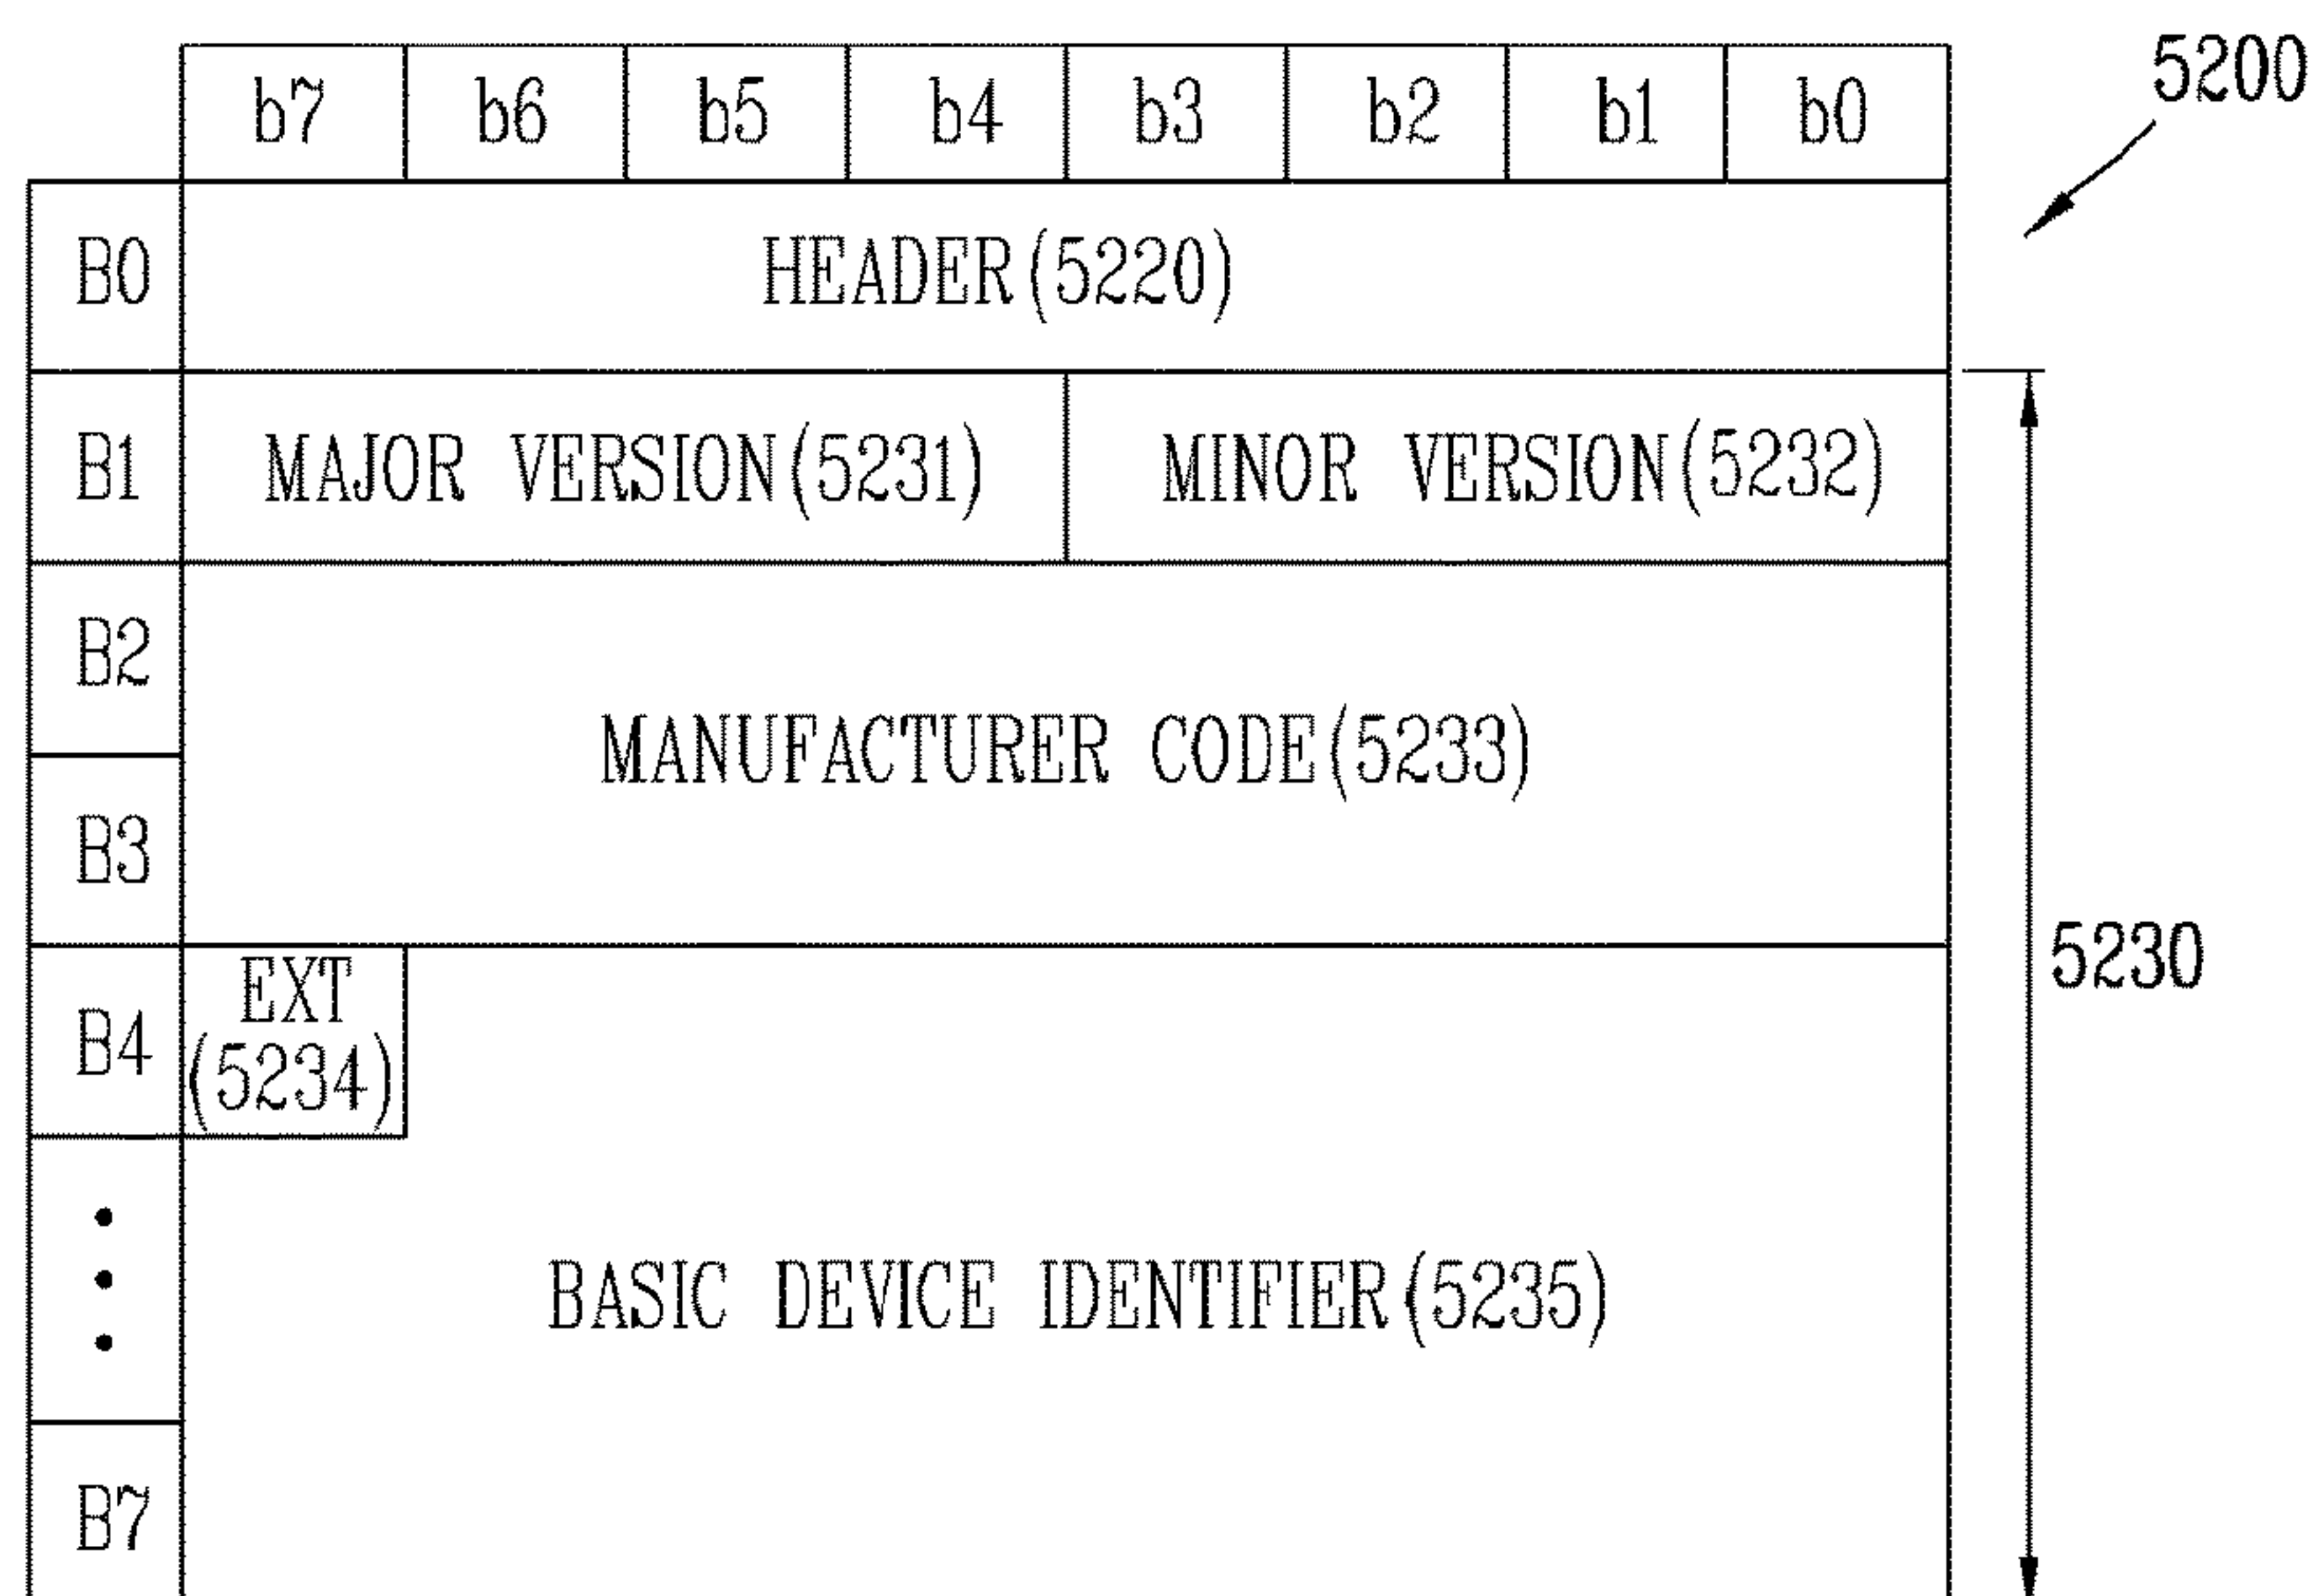 b7 b6 b5 b4 b3 b2 b1 b0
5200
B0 HEADER(5220)
B1 MAJOR VERSION(5231) MINOR VERSION(5232)
B2
MANUFACTURER CODE(5233)
B3
EXT
B4 (5234)
5230
BASIC DEVICE IDENTIFIER(5235)
B7